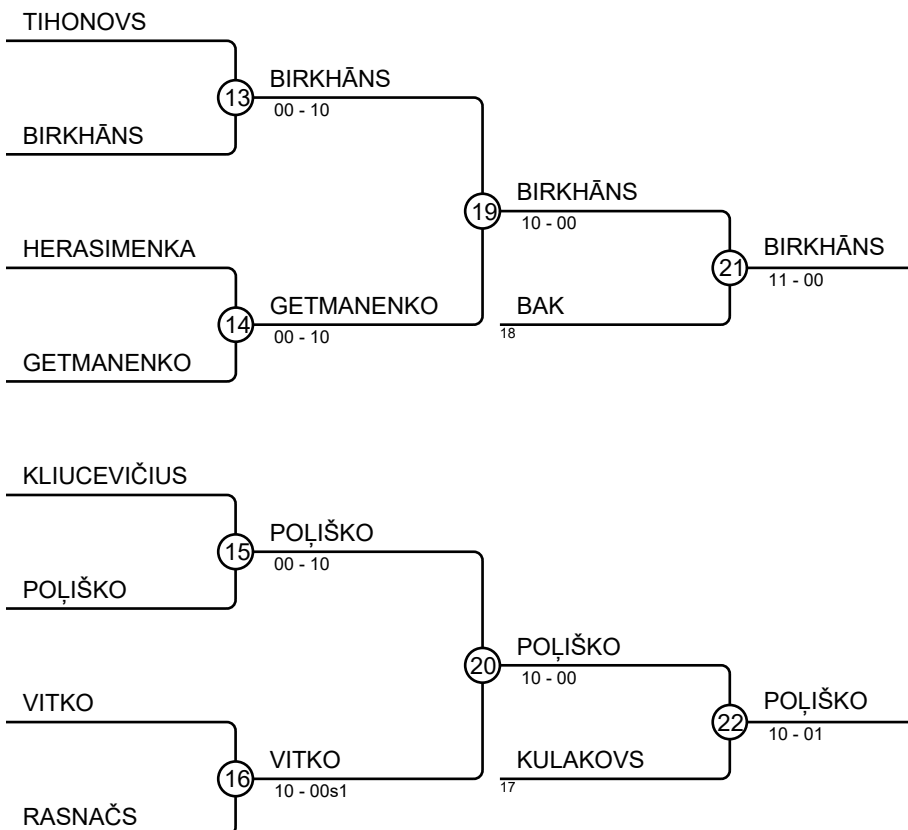 TIHONOVS
13
BIRKHĀNS
00 - 10
BIRKHĀNS
19
BIRKHĀNS
10 - 00
HERASIMENKA
21
BIRKHĀNS
11 - 00
14
GETMANENKO
00 - 10
BAK
18
GETMANENKO
KLIUCEVIČIUS
15
POĻIŠKO
00 - 10
POĻIŠKO
20
POĻIŠKO
10 - 00
VITKO
22
POĻIŠKO
10 - 01
16
VITKO
10 - 00s1
KULAKOVS
17
RASNAČS